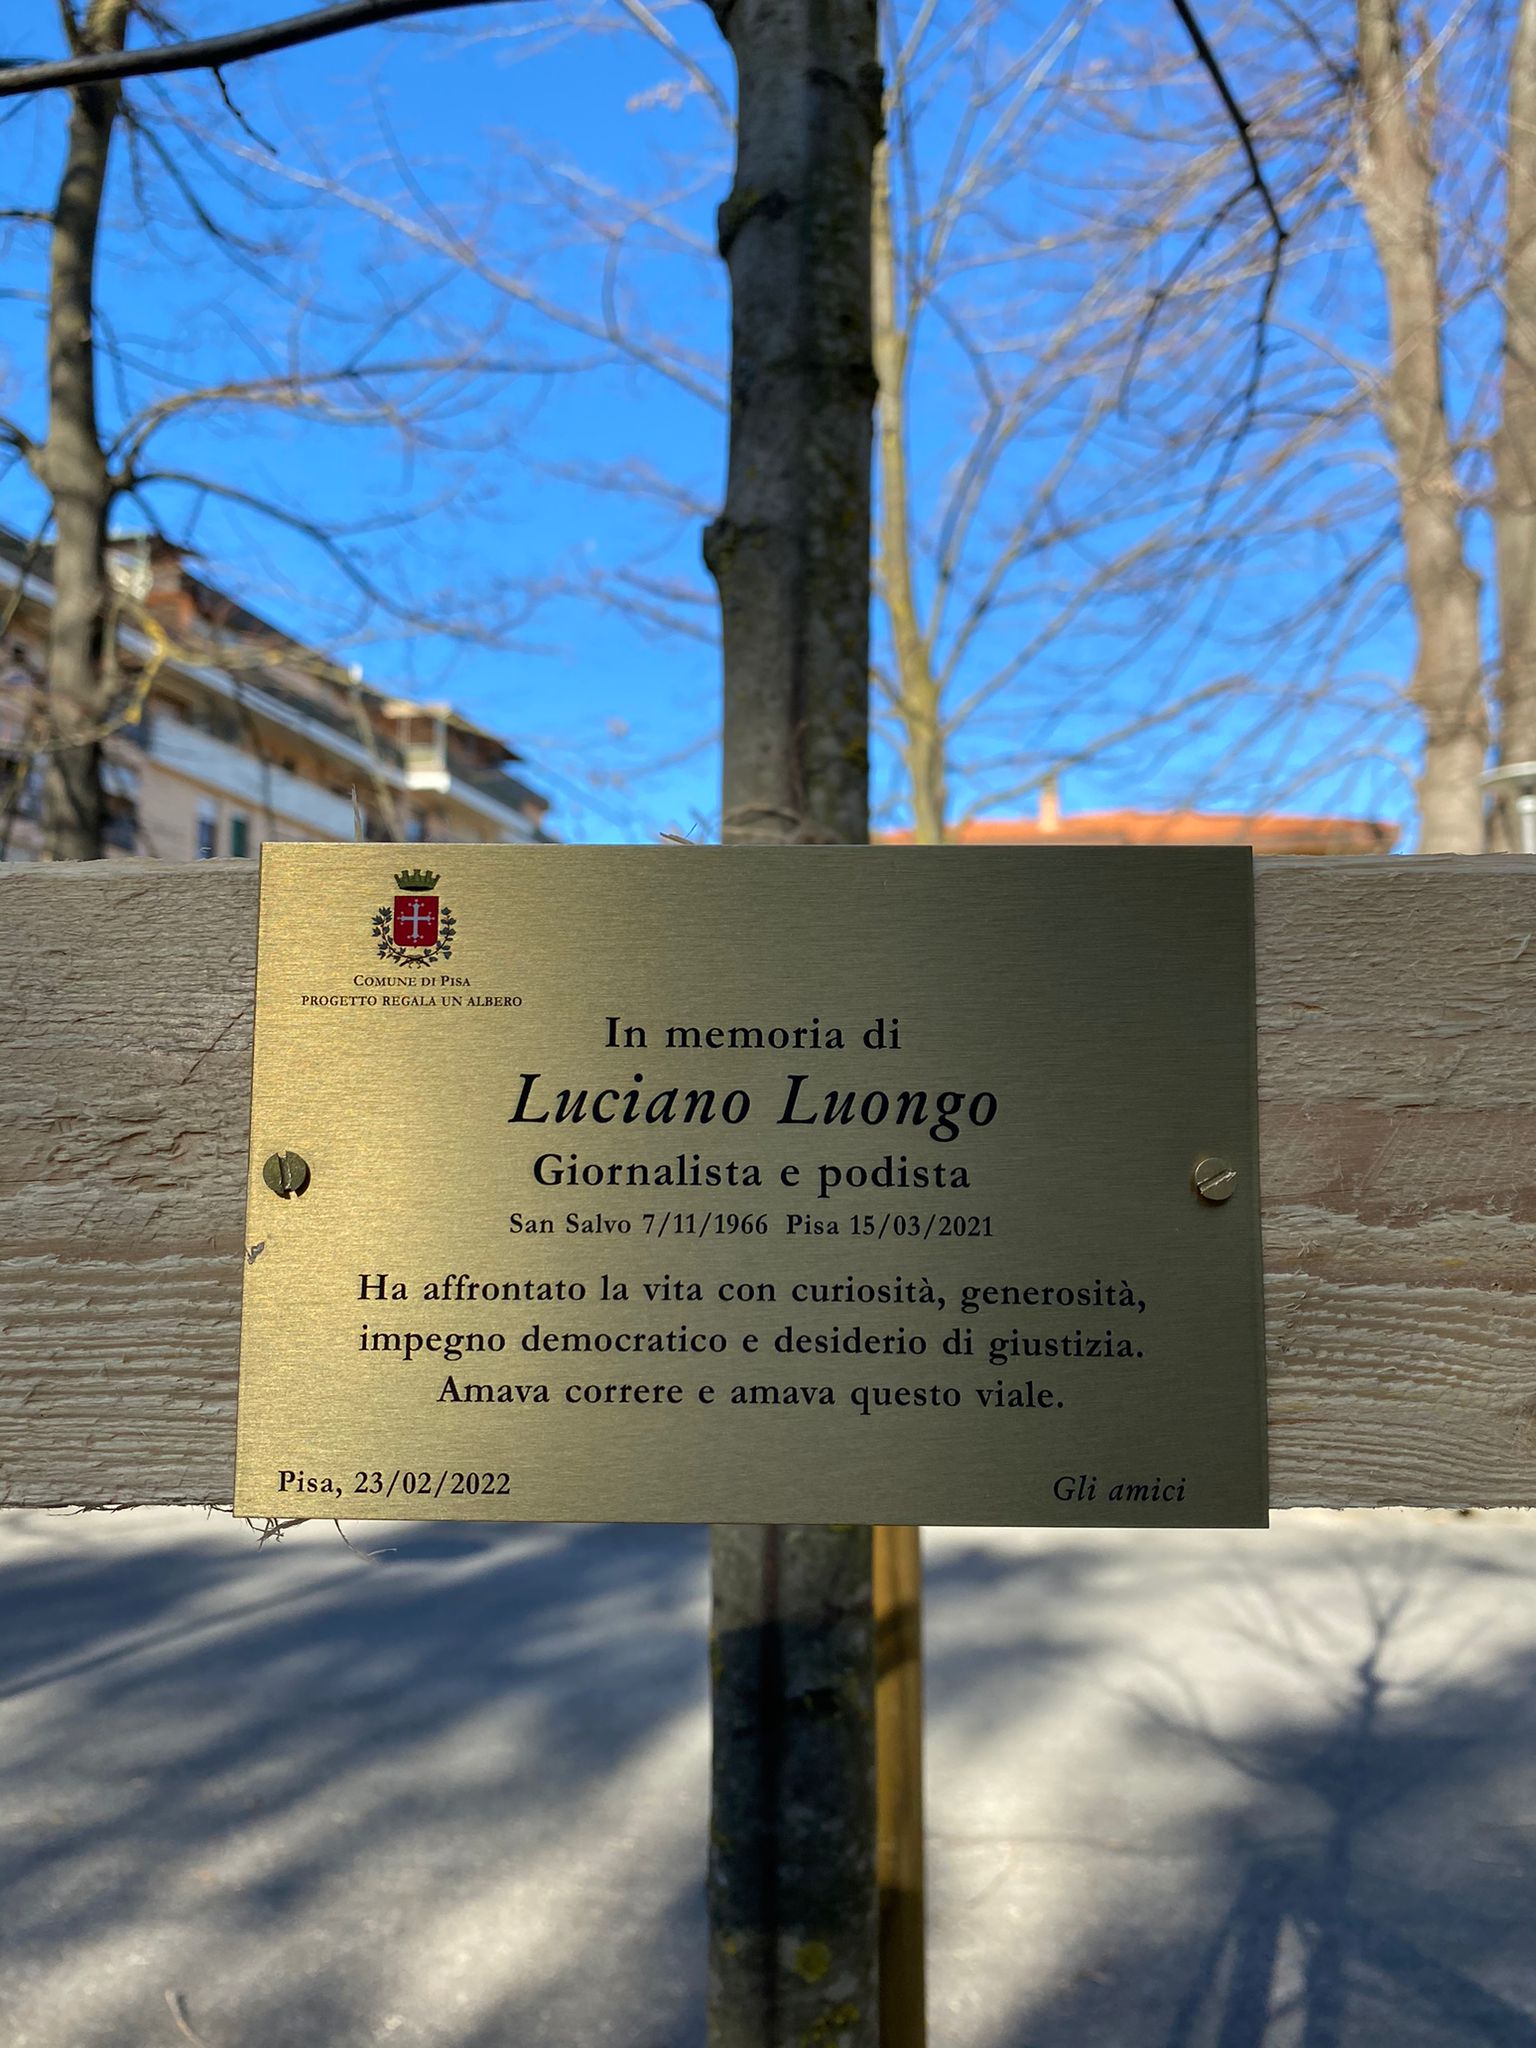 COMUNE DI PISA
PROGETTO REGALA UN ALBERO
In memoria di
Luciano Luongo
Giornalista e podista
San Salvo 7/11/1966 Pisa 15/03/2021
Ha affrontato la vita con curiosità, generosità,
impegno democratico e desiderio di giustizia.
Amava correre e amava questo viale.
Pisa, 23/02/2022
Gli amici